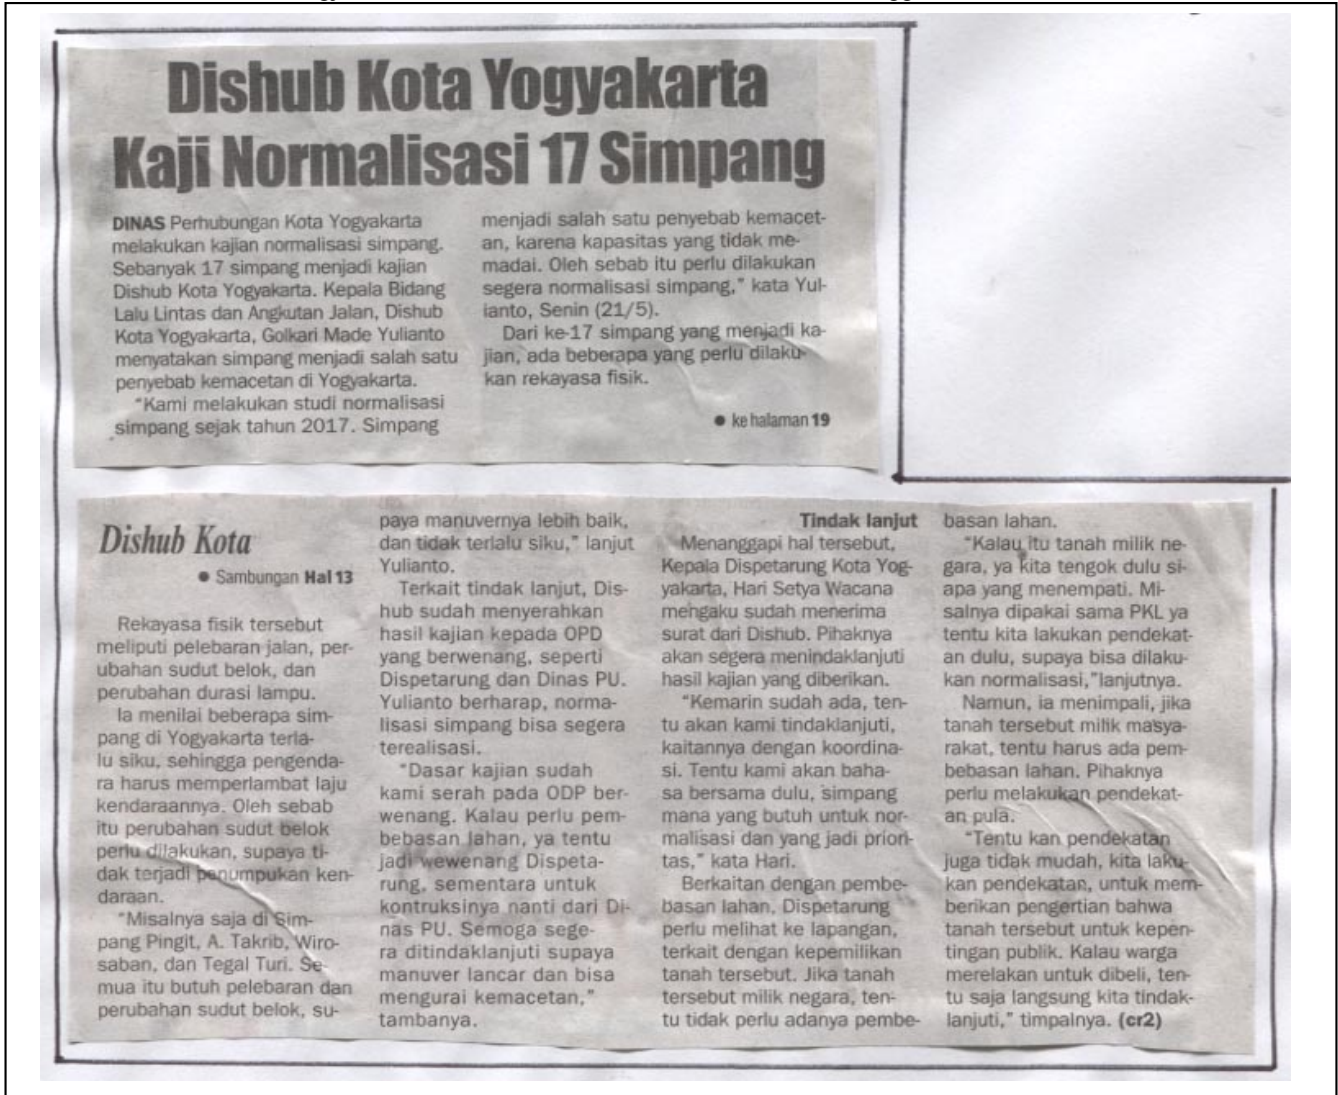 Dishub Kota Yogyakarta
Kaji Normalisasi 17 Simpang
DINAS Perhubungan Kota Yogyakarta
melakukan kajian normalisasi simpang.
Sebanyak 17 simpang menjadi kajian
Dishub Kota Yogyakarta. Kepala Bidang
Lalu Lintas dan Angkutan Jalan, Dishub
Kota Yogyakarta, Golkari Made Yulianto
menyatakan simpang menjadi salah satu
penyebab kemacetan di Yogyakarta.
"Kami melakukan studi normalisasi
simpang sejak tahun 2017. Simpang
menjadi salah satu penyebab kemacet-
an, karena kapasitas yang tidak me-
madai. Oleh sebab itu perlu dilakukan
segera normalisasi simpang," kata Yul-
ianto, Senin (21/5).
Dari ke-17 simpang yang menjadi ka-
jian, ada beberapa yang perlu dilaku-
kan rekayasa fisik.
● ke halaman 19
Dishub Kota
● Sambungan Hal 13
Rekayasa fisik tersebut
meliputi pelebaran jalan, per-
ubahan sudut belok, dan
perubahan durasi lampu.
Ia menilai beberapa sim-
pang di Yogyakarta terla-
lu siku, sehingga pengenda-
ra harus memperlambat laju
kendaraannya. Oleh sebab
itu perubahan sudut belok
perlu dilakukan, supaya ti-
dak terjadi penumpukan ken-
daraan.
"Misalnya saja di Sim-
pang Pingit, A. Takrib, Wiro-
saban, dan Tegal Turi. Se-
mua itu butuh pelebaran dan
perubahan sudut belok, su-
paya manuvernya lebih baik,
dan tidak terlalu siku," lanjut
Yulianto.
Terkait tindak lanjut, Dis-
hub sudah menyerahkan
hasil kajian kepada OPD
yang berwenang, seperti
Dispetarung dan Dinas PU.
Yulianto berharap, norma-
lisasi simpang bisa segera
terealisasi.
"Dasar kajian sudah
kami serah pada ODP ber-
wenang. Kalau perlu pem-
bebasan lahan, ya tentu
jadi wewenang Dispeta-
rung, sementara untuk
kontruksinya nanti dari Di-
nas PU. Semoga sege-
ra ditindaklanjuti supaya
manuver lancar dan bisa
mengurai kemacetan,"
tambanya.
Tindak lanjut
Menanggapi hal tersebut,
Kepala Dispetarung Kota Yog-
yakarta, Hari Setya Wacana
mengaku sudah menerima
surat dari Dishub. Pihaknya
akan segera menindaklanjuti
hasil kajian yang diberikan.
"Kemarin sudah ada, ten-
tu akan kami tindaklanjuti,
kaitannya dengan koordina-
si. Tentu kami akan baha-
sa bersama dulu, simpang
mana yang butuh untuk nor-
malisasi dan yang jadi priori-
tas," kata Hari.
Berkaitan dengan pembe-
basan lahan, Dispetarung
perlu melihat ke lapangan,
terkait dengan kepemilikan
tanah tersebut. Jika tanah
tersebut milik negara, ten-
tu tidak perlu adanya pembe-
basan lahan.
"Kalau itu tanah milik ne-
gara, ya kita tengok dulu si-
apa yang menempati. Mi-
salnya dipakai sama PKL ya
tentu kita lakukan pendekat-
an dulu, supaya bisa dilaku-
kan normalisasi,"lanjutnya.
Namun, ia menimpali, jika
tanah tersebut milik masya-
rakat, tentu harus ada pem-
bebasan lahan. Pihaknya
perlu melakukan pendekat-
an pula.
"Tentu kan pendekatan
juga tidak mudah, kita laku-
kan pendekatan, untuk mem-
berikan pengertian bahwa
tanah tersebut untuk kepen-
tingan publik. Kalau warga
merelakan untuk dibeli, ten-
tu saja langsung kita tindak-
lanjuti," timpalnya. (cr2)